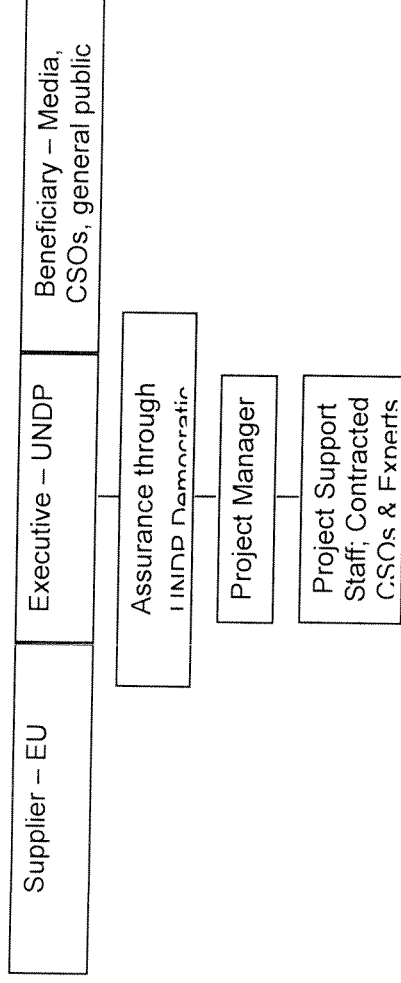 Supplier – EU
Executive – UNDP
Beneficiary – Media,
CSOs, general public
Assurance through
UNDP Democratic
Project Manager
Project Support
Staff; Contracted
CSOs & Experts